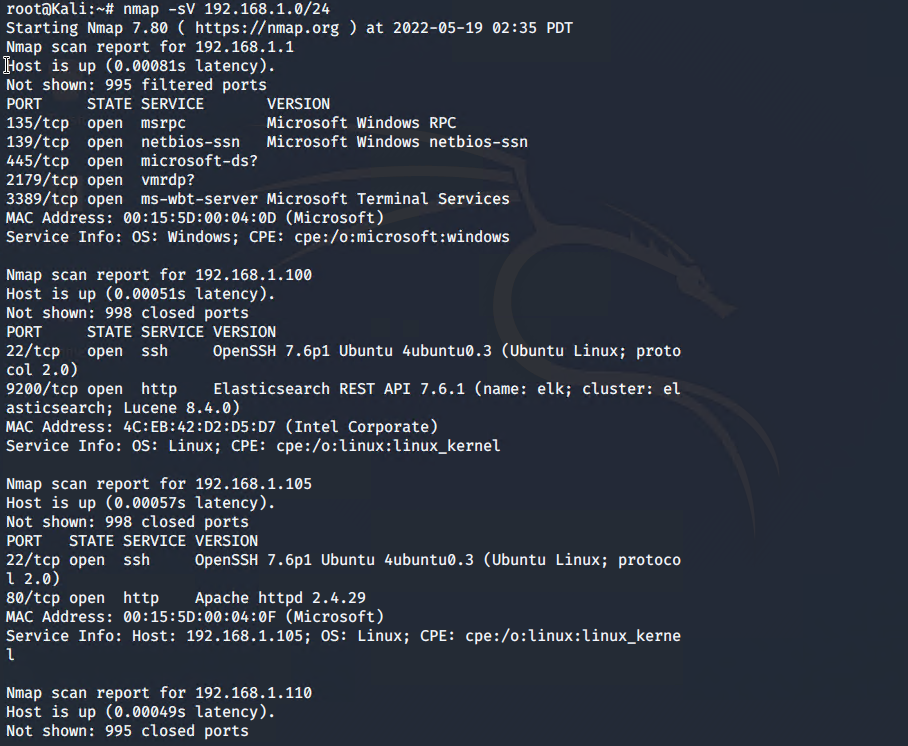 root@Kali:~# nmap -sV 192.168.1.0/24
Starting Nmap 7.80 ( https://nmap.org ) at 2022-05-19 02:35 PDT
Nmap scan report for 192.168.1.1
Host is up (0.00081s latency).
Not shown: 995 filtered ports
PORT     STATE SERVICE       VERSION
135/tcp  open  msrpc         Microsoft Windows RPC
139/tcp  open  netbios-ssn   Microsoft Windows netbios-ssn
445/tcp  open  microsoft-ds?
2179/tcp open  vmrdp?
3389/tcp open  ms-wbt-server Microsoft Terminal Services
MAC Address: 00:15:5D:00:04:0D (Microsoft)
Service Info: OS: Windows; CPE: cpe:/o:microsoft:windows

Nmap scan report for 192.168.1.100
Host is up (0.00051s latency).
Not shown: 998 closed ports
PORT     STATE SERVICE VERSION
22/tcp   open  ssh     OpenSSH 7.6p1 Ubuntu 4ubuntu0.3 (Ubuntu Linux; proto
col 2.0)
9200/tcp open  http    Elasticsearch REST API 7.6.1 (name: elk; cluster: el
asticsearch; Lucene 8.4.0)
MAC Address: 4C:EB:42:D2:D5:D7 (Intel Corporate)
Service Info: OS: Linux; CPE: cpe:/o:linux:linux_kernel

Nmap scan report for 192.168.1.105
Host is up (0.00057s latency).
Not shown: 998 closed ports
PORT   STATE SERVICE VERSION
22/tcp open  ssh     OpenSSH 7.6p1 Ubuntu 4ubuntu0.3 (Ubuntu Linux; protoco
l 2.0)
80/tcp open  http    Apache httpd 2.4.29
MAC Address: 00:15:5D:00:04:0F (Microsoft)
Service Info: Host: 192.168.1.105; OS: Linux; CPE: cpe:/o:linux:linux_kerne
l

Nmap scan report for 192.168.1.110
Host is up (0.00049s latency).
Not shown: 995 closed ports